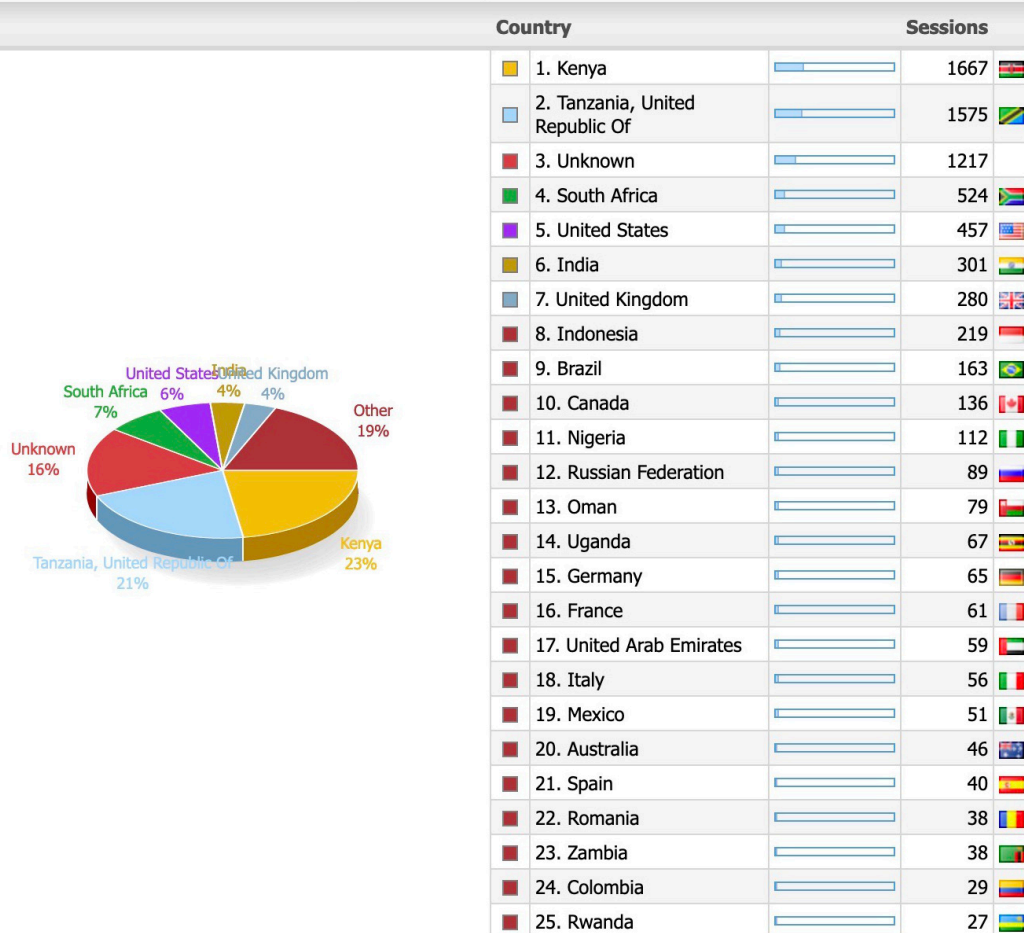 Country Sessions
1. Kenya 1667
2. Tanzania, United
Republic Of 1575
3. Unknown 1217
4. South Africa 524
5. United States 457
6. India 301
7. United Kingdom 280
8. Indonesia 219
9. Brazil 163
10. Canada 136
11. Nigeria 112
12. Russian Federation 89
13. Oman 79
14. Uganda 67
15. Germany 65
16. France 61
17. United Arab Emirates 59
18. Italy 56
19. Mexico 51
20. Australia 46
21. Spain 40
22. Romania 38
23. Zambia 38
24. Colombia 29
25. Rwanda 27
United States
6%
India
4%
United Kingdom
4%
South Africa
7%
Other
19%
Unknown
16%
Kenya
23%
Tanzania, United Republic Of
21%